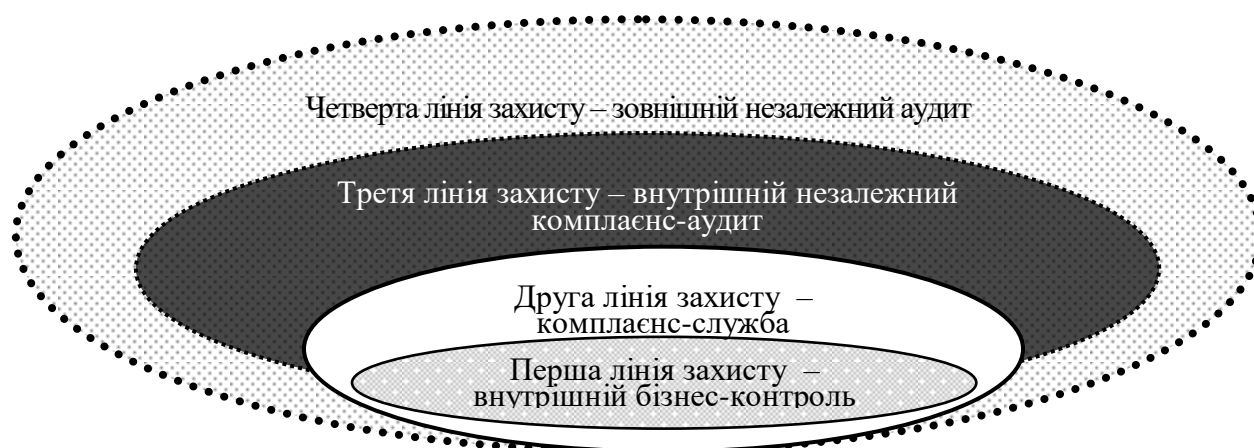 Четверта лінія захисту – зовнішній незалежний аудит
Третя лінія захисту – внутрішній незалежний
комплаєнс-аудит
Друга лінія захисту –
комплаєнс-служба
Перша лінія захисту –
внутрішній бізнес-контроль